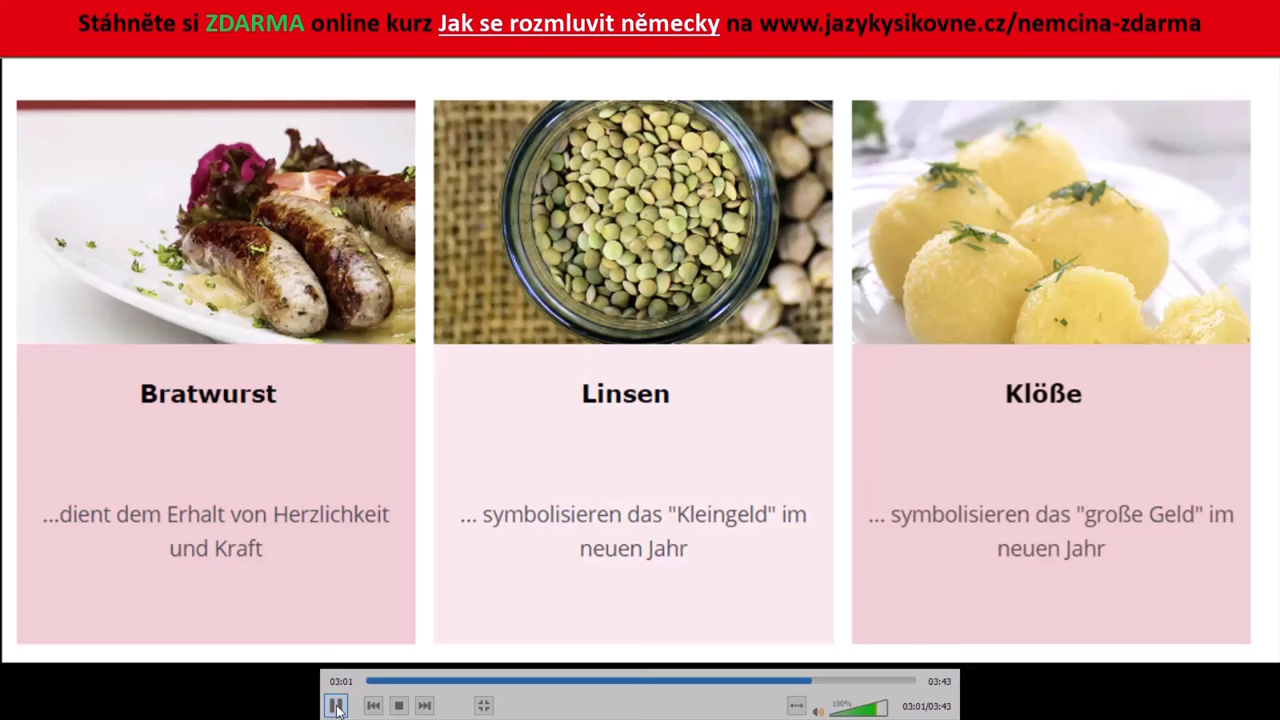 Stáhněte si ZDARMA online kurz Jak se rozmluvit německy na www.jazykysikovne.cz/nemcina-zdarma
Bratwurst
...dient dem Erhalt von Herzlichkeit
und Kraft
Linsen
... symbolisieren das "Kleingeld" im
neuen Jahr
Klöße
... symbolisieren das "große Geld" im
neuen Jahr
03:01
03:43
100%
03:01/03:43